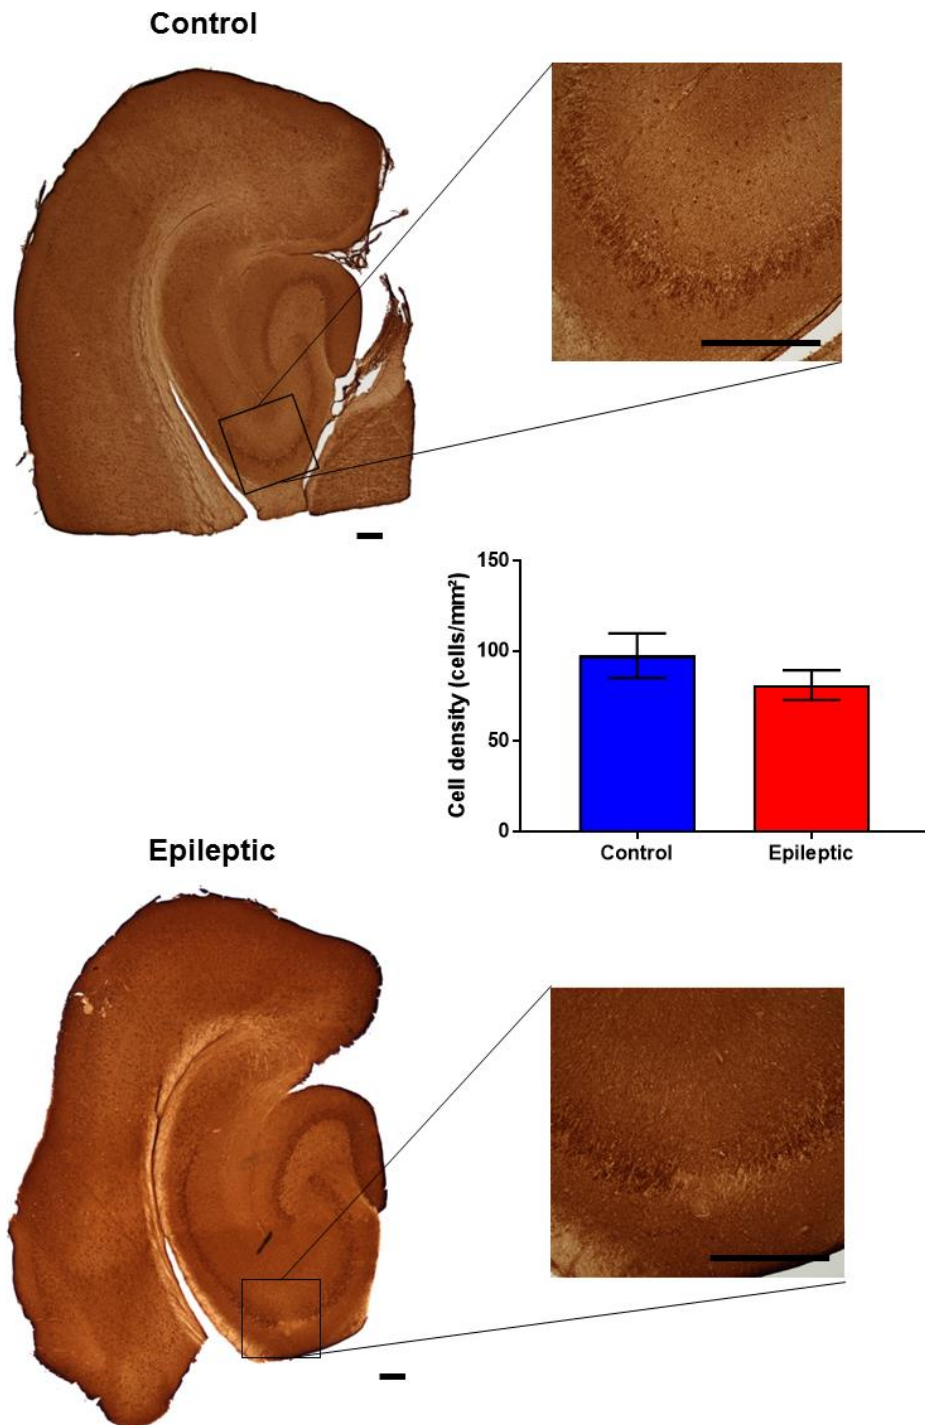 Control
150
100
50
0
Cell density (cells/mm²)
Control Epileptic
Epileptic